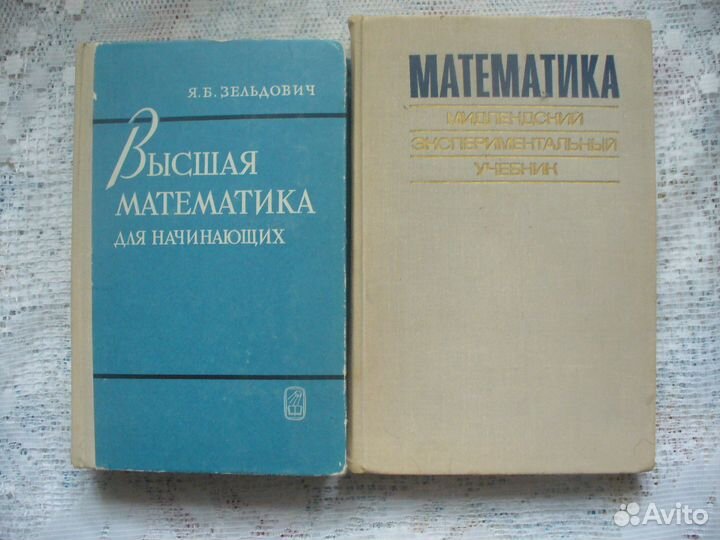 Я. Б. ЗЕЛЬДОВИЧ
ВЫСШАЯ
МАТЕМАТИКА
ДЛЯ НАЧИНАЮЩИХ
МАТЕМАТИКА
МИДЛЕНДСКИЙ
ЭКСПЕРИМЕНТАЛЬНЫЙ
УЧЕБНИК
Avito